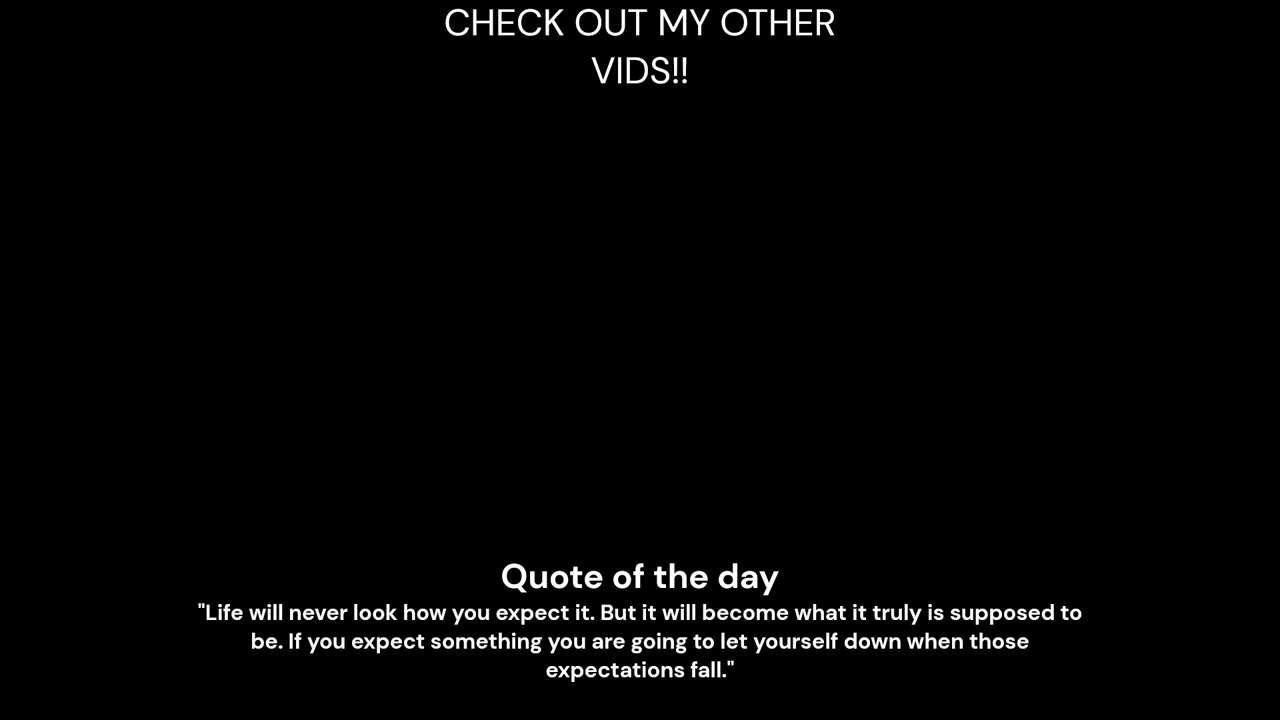 CHECK OUT MY OTHER
VIDS!!
Quote of the day
"Life will never look how you expect it. But it will become what it truly is supposed to
be. If you expect something you are going to let yourself down when those
expectations fall."